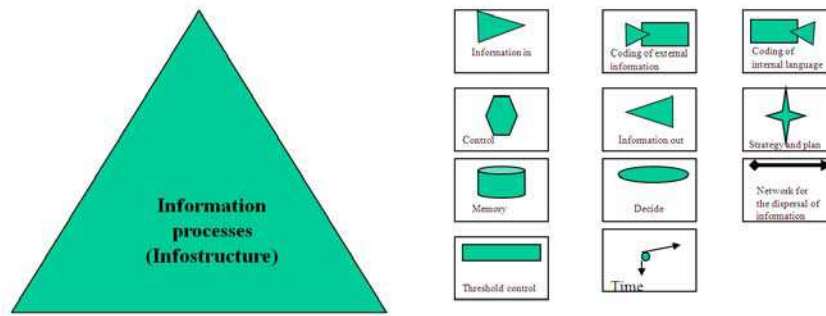 Information
processes
(Infostructure)
Information in
Coding of external
information
Coding of
internal language
Control
Information out
Strategy and plan
Memory
Decide
Network for
the dispersal of
information
Threshold control
Time